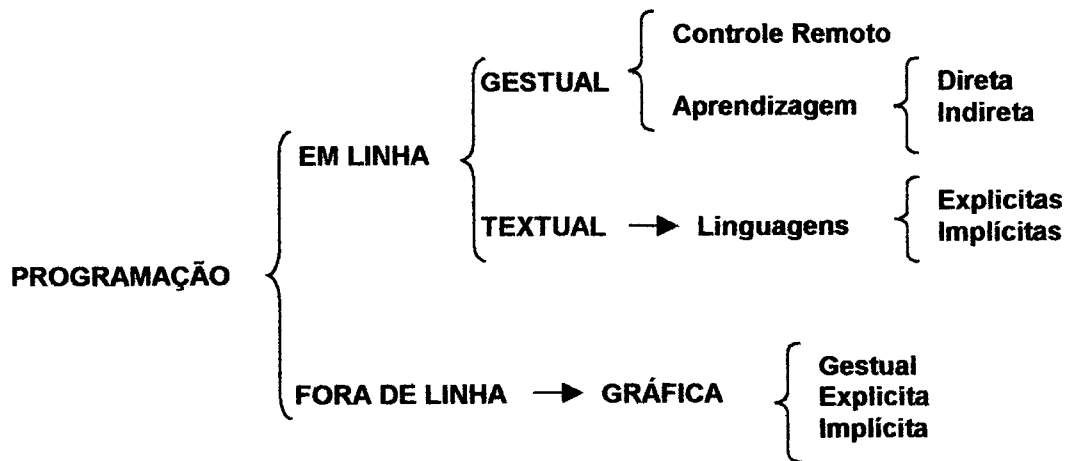 PROGRAMAÇÃO
EM LINHA
GESTUAL
Controle Remoto
Aprendizagem
Direta
Indireta
TEXTUAL → Linguagens
Explicitas
Implícitas
FORA DE LINHA → GRÁFICA
Gestual
Explicita
Implícita